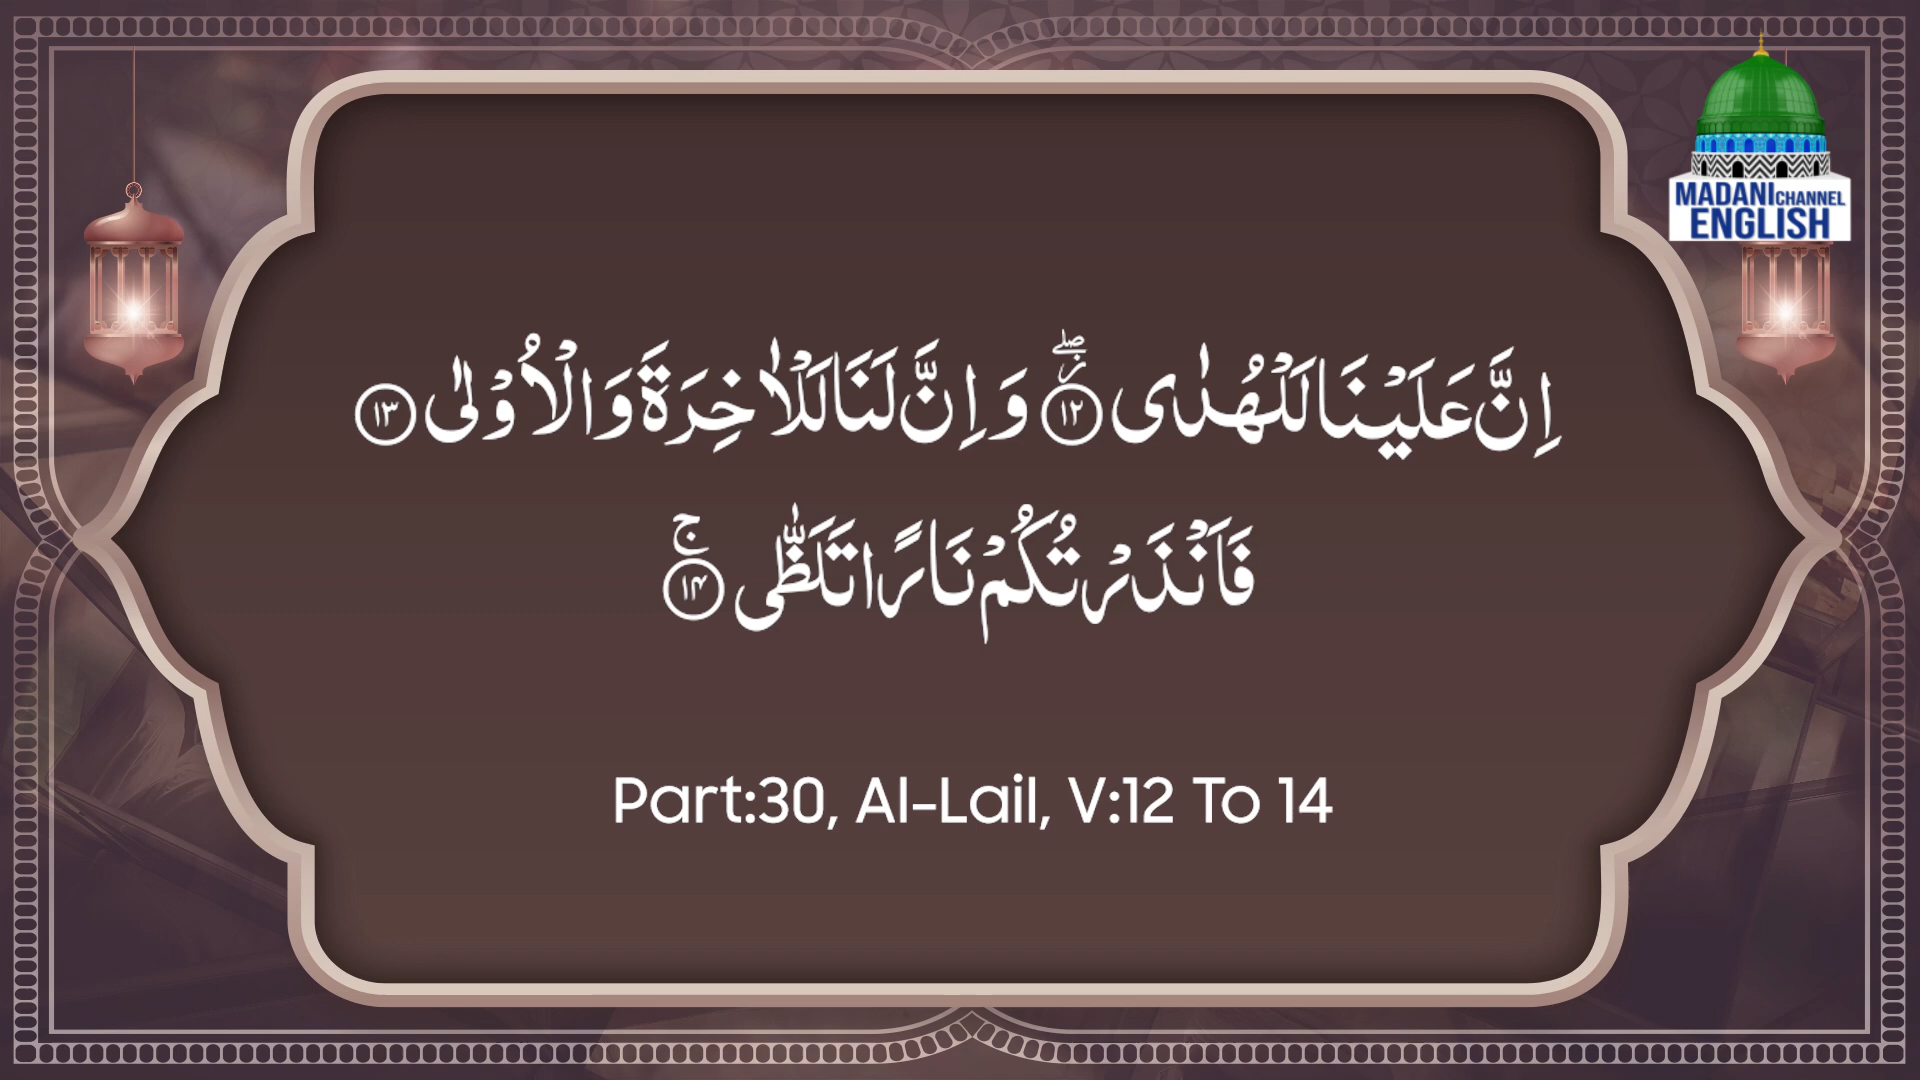 MADANI CHANNEL
ENGLISH
اِنَّ عَلَیْنَا لَلْهُدٰى ﴿۱۲﴾ۖ٘ وَ اِنَّ لَنَا لَلْاٰخِرَةَ وَ الْاُوْلٰى ﴿۱۳﴾
فَاَنْذَرْتُكُمْ نَارًا تَلَظّٰى ﴿۱۴﴾ۚ
Part:30, Al-Lail, V:12 To 14